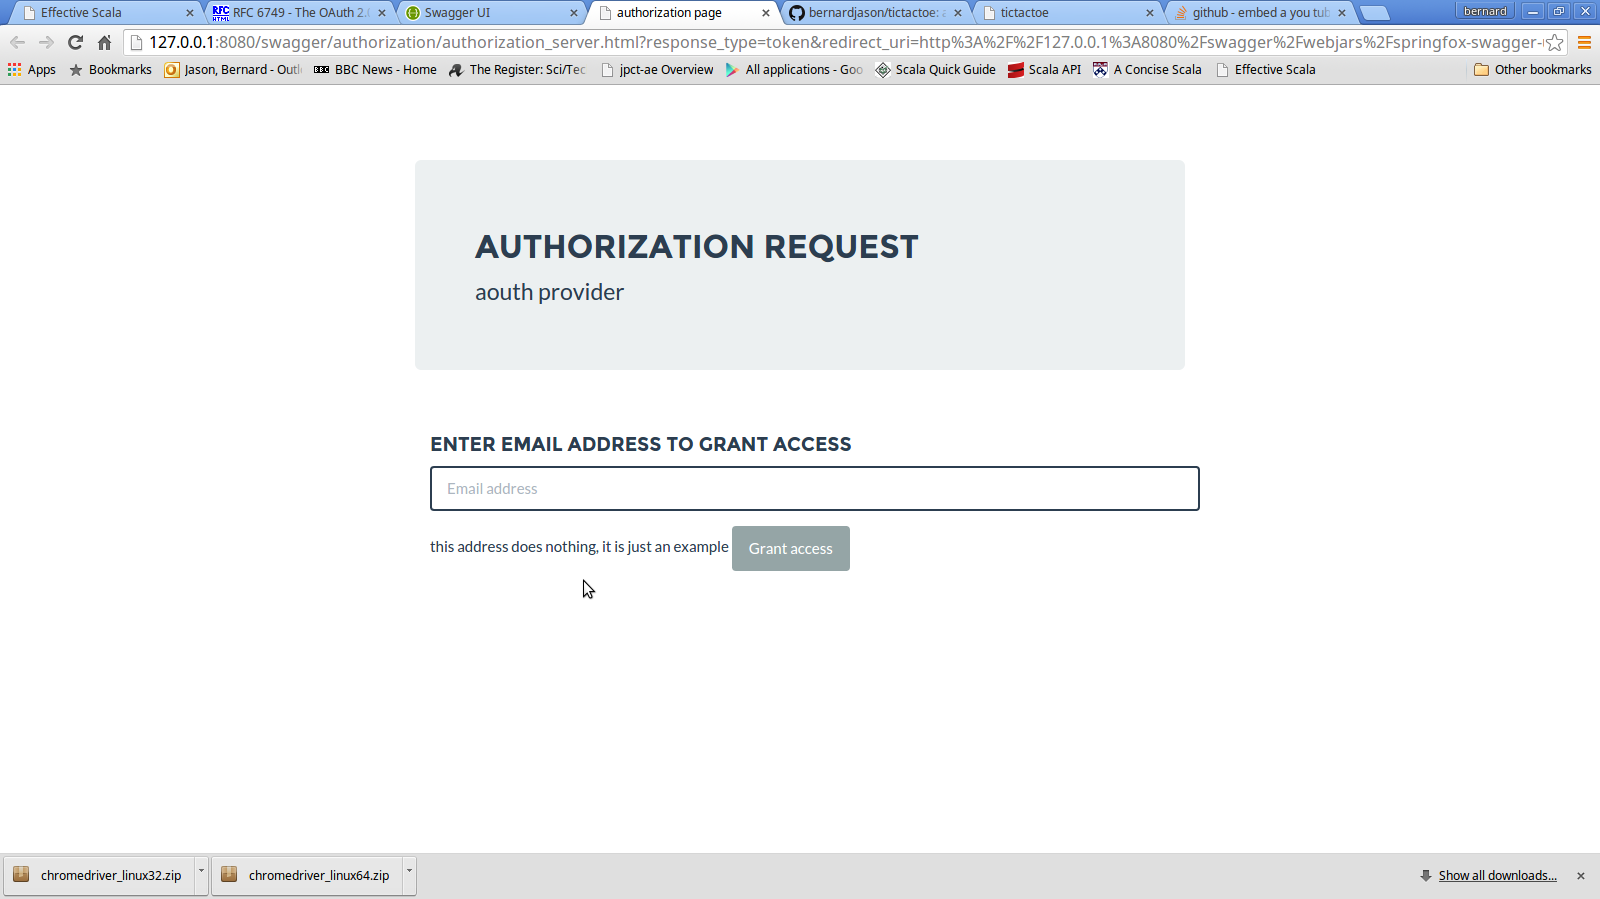 Effective Scala
RFC 6749 - The OAuth 2.
Swagger UI
authorization page
bernardjason/tictactoe:
tictactoe
github - embed a you tub
bernard
127.0.0.1:8080/swagger/authorization/authorization_server.html?response_type=token&redirect_uri=http%3A%2F%2F127.0.0.1%3A8080%2Fswagger%2Fwebjars%2Fspringfox-swagger-
Apps
Bookmarks
Jason, Bernard - Outl
BBC News - Home
The Register: Sci/Tec
jpct-ae Overview
All applications - Goo
Scala Quick Guide
Scala API
A Concise Scala
Effective Scala
Other bookmarks
AUTHORIZATION REQUEST
aouth provider
ENTER EMAIL ADDRESS TO GRANT ACCESS
Email address
this address does nothing, it is just an example
Grant access
chromedriver_linux32.zip
chromedriver_linux64.zip
Show all downloads...